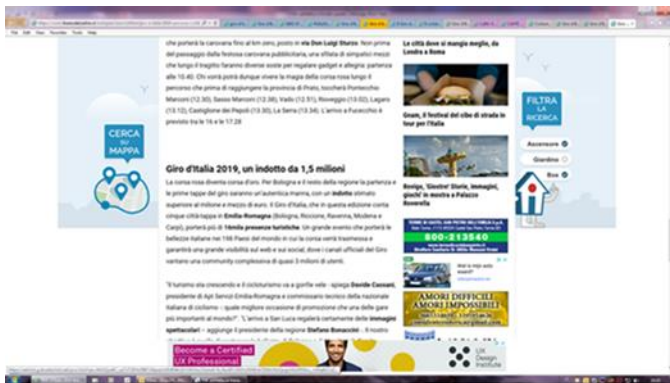 File Edit View Favorites Tools Help
che porterà la carovana fino al km zero, posto in via Don Luigi Sturzo. Non prima
del passaggio dalla festosa carovana pubblicitaria, una sfilata di simpatici mezzi
che lungo il tragitto faranno diverse soste per regalare gadget e allegria: partenza
alle 10.40. Chi vorrà potrà dunque vivere la magia della corsa rosa lungo il
percorso che prima di raggiungere la provincia di Prato, toccherà Pontecchio
Marconi (12.30), Sasso Marconi (12.38), Vado (12.51), Rioveggio (13.02), Lagaro
(13.12), Castiglione dei Pepoli (13.30), La Serra (13.34). L'arrivo a Fucecchio è
previsto tra le 16 e le 17.28
Giro d'Italia 2019, un indotto da 1,5 milioni
La corsa rosa diventa corsa d'oro. Per Bologna e il resto della regione la partenza e
le prime tappe del giro saranno un'autentica manna, con un indotto stimato
superiore al milione e mezzo di euro. Il Giro d'Italia, che in questa edizione conta
cinque città-tappa in Emilia-Romagna (Bologna, Riccione, Ravenna, Modena e
Carpi), porterà più di 16mila presenze turistiche. Un grande evento che porterà le
bellezze italiane nei 198 Paesi del mondo in cui la corsa verrà trasmessa e
garantirà una grande visibilità sul web e sui social, dove i canali ufficiali del Giro
vantano una community complessiva di quasi 3 milioni di utenti.
"Il turismo sta crescendo e il cicloturismo va a gonfie vele - spiega Davide Cassani,
presidente di Apt Servizi Emilia-Romagna e commissario tecnico della nazionale
italiana di ciclismo -: quale migliore occasione di promozione che una delle gare
più importanti al mondo?". "L'arrivo a San Luca regalerà certamente delle immagini
spettacolari – aggiunge il presidente della regione Stefano Bonaccini -. Il nostro
Le città dove si mangia meglio, da
Londra a Roma
Gnam, il festival del cibo di strada in
tour per l'Italia
Rovigo, 'Giostre! Storie, immagini,
giochi' in mostra a Palazzo
Roverella
800-213540
AMORI DIFFICILI
AMORI IMPOSSIBILI
CERCA
SU
MAPPA
FILTRA
LA
RICERCA
Ascensore
Giardino
Box
Become a Certified
UX Professional
UX
Design
Institute